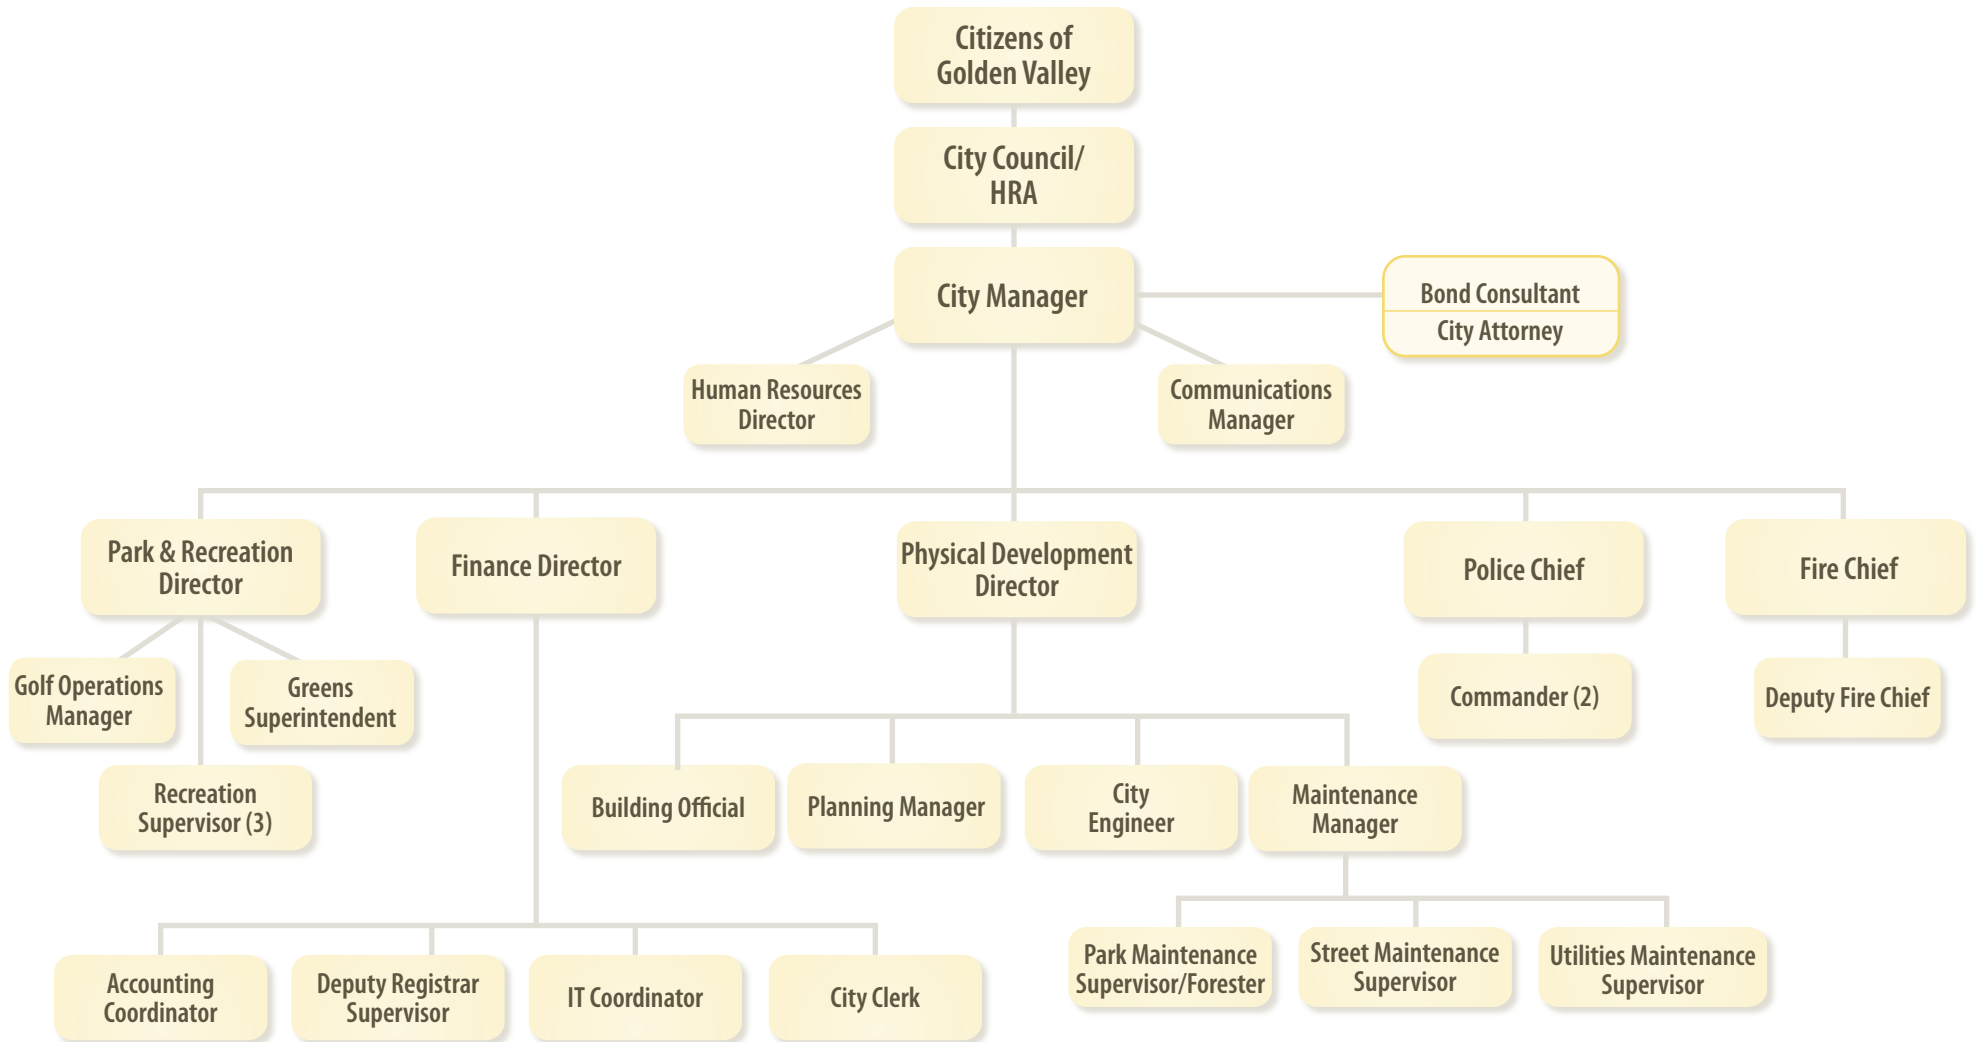 Citizens of
Golden Valley
City Council/
HRA
City Manager
Bond Consultant
City Attorney
Human Resources
Director
Communications
Manager
Park & Recreation
Director
Finance Director
Physical Development
Director
Police Chief
Fire Chief
Golf Operations
Manager
Greens
Superintendent
Recreation
Supervisor (3)
Commander (2)
Deputy Fire Chief
Building Official
Planning Manager
City
Engineer
Maintenance
Manager
Accounting
Coordinator
Deputy Registrar
Supervisor
IT Coordinator
City Clerk
Park Maintenance
Supervisor/Forester
Street Maintenance
Supervisor
Utilities Maintenance
Supervisor